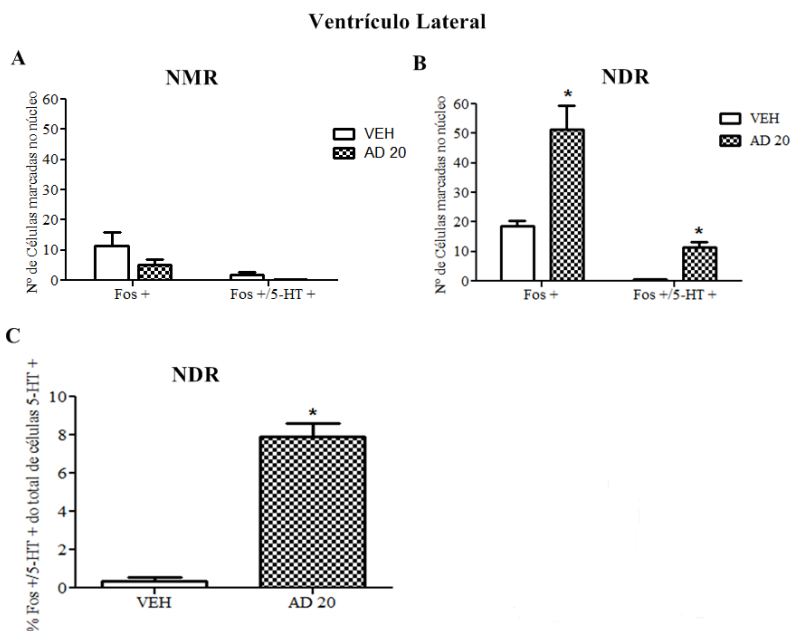 Ventrículo Lateral
A
NMR
Nº de Células marcadas no núcleo
60
50
40
30
20
10
0
VEH
AD 20
Fos +
Fos +/5-HT +
B
NDR
Nº de Células marcadas no núcleo
60
50
40
30
20
10
0
*
*
VEH
AD 20
Fos +
Fos +/5-HT +
C
NDR
% Fos +/5-HT + do total de células 5-HT +
10
8
6
4
2
0
*
VEH
AD 20